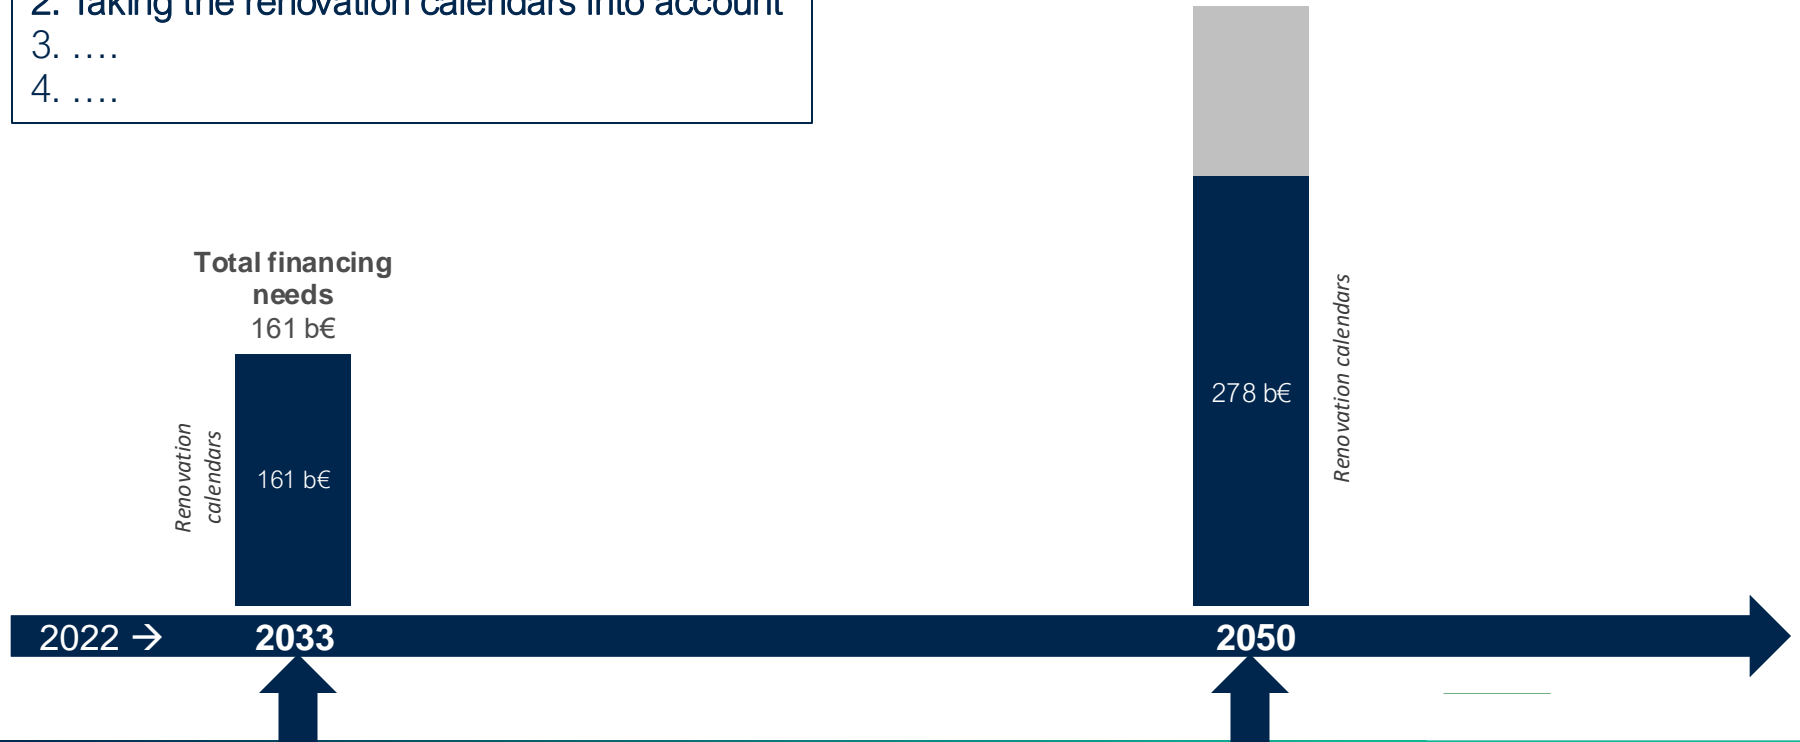 2. Taking the renovation calendars into account
3. ....
4. ....
Total financing
needs
161 b€
Renovation
calendars
161 b€
278 b€
Renovation calendars
2022 →
2033
2050